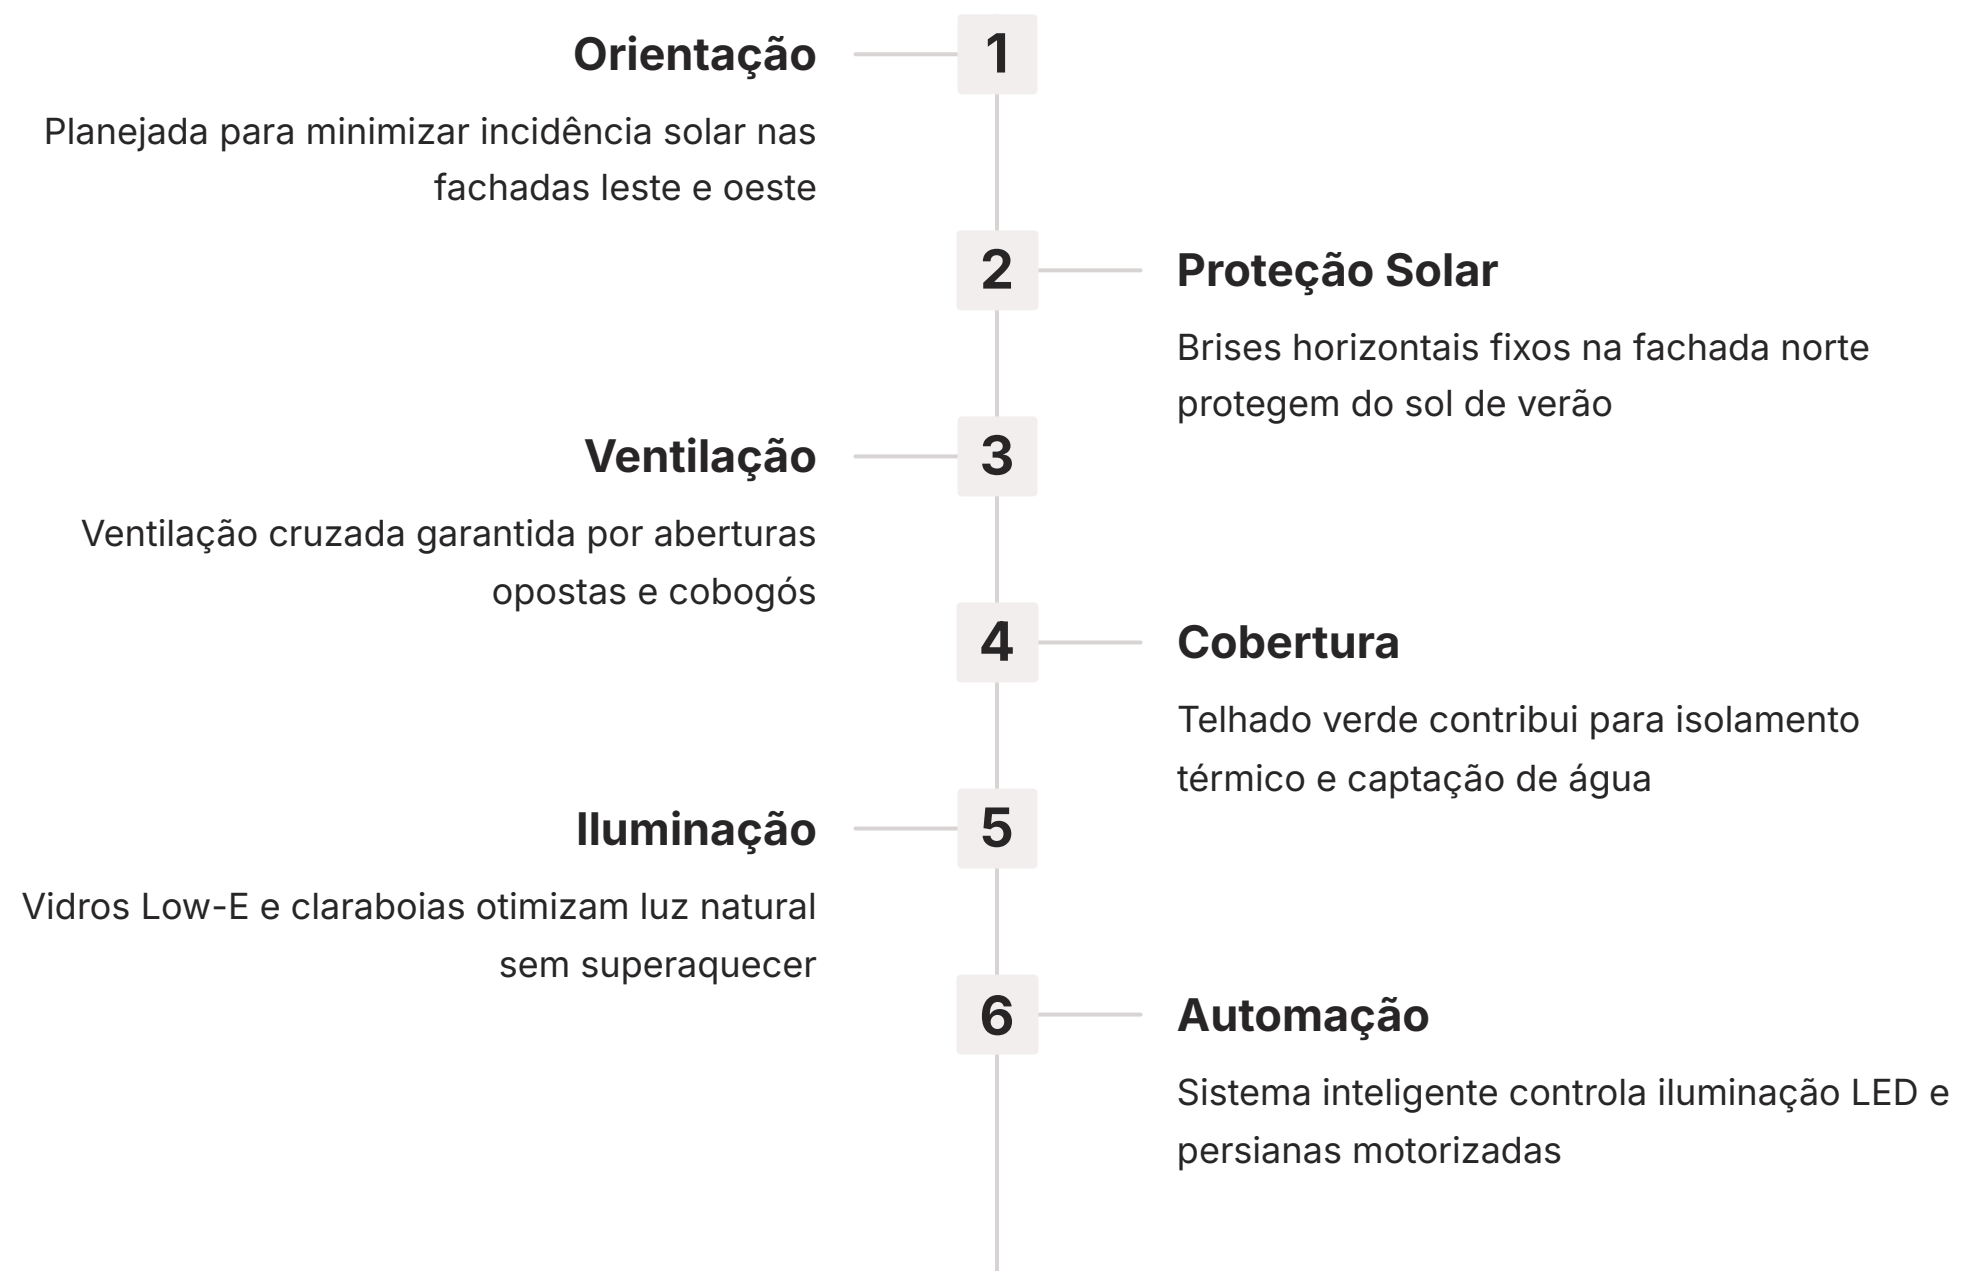 1
Orientação
Planejada para minimizar incidência solar nas
fachadas leste e oeste
2
Proteção Solar
Brises horizontais fixos na fachada norte
protegem do sol de verão
3
Ventilação
Ventilação cruzada garantida por aberturas
opostas e cobogós
4
Cobertura
Telhado verde contribui para isolamento
térmico e captação de água
5
Iluminação
Vidros Low-E e claraboias otimizam luz natural
sem superaquecer
6
Automação
Sistema inteligente controla iluminação LED e
persianas motorizadas